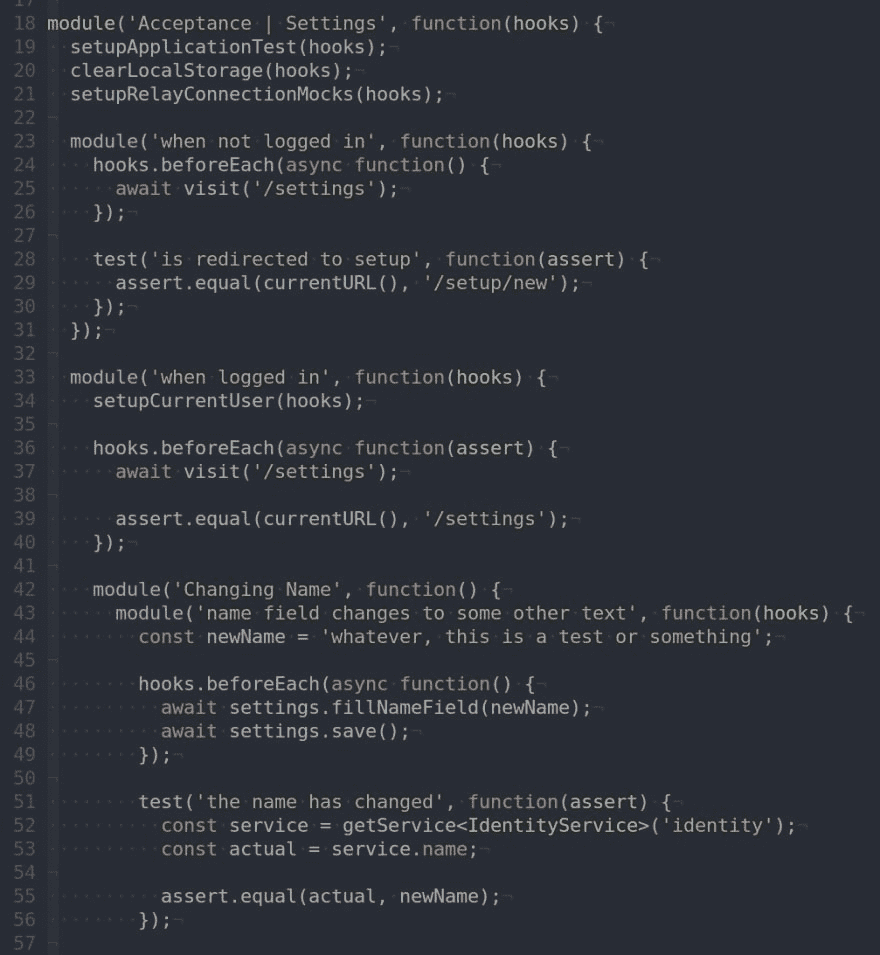 17
18 module('Acceptance | Settings', function(hooks) {
19   setupApplicationTest(hooks);
20   clearLocalStorage(hooks);
21   setupRelayConnectionMocks(hooks);
22
23   module('when not logged in', function(hooks) {
24     hooks.beforeEach(async function() {
25       await visit('/settings');
26     });
27
28     test('is redirected to setup', function(assert) {
29       assert.equal(currentURL(), '/setup/new');
30     });
31   });
32
33   module('when logged in', function(hooks) {
34     setupCurrentUser(hooks);
35
36     hooks.beforeEach(async function(assert) {
37       await visit('/settings');
38
39       assert.equal(currentURL(), '/settings');
40     });
41
42     module('Changing Name', function() {
43       module('name field changes to some other text', function(hooks) {
44         const newName = 'whatever, this is a test or something';
45
46         hooks.beforeEach(async function() {
47           await settings.fillNameField(newName);
48           await settings.save();
49         });
50
51         test('the name has changed', function(assert) {
52           const service = getService<IdentityService>('identity');
53           const actual = service.name;
54
55           assert.equal(actual, newName);
56         });
57